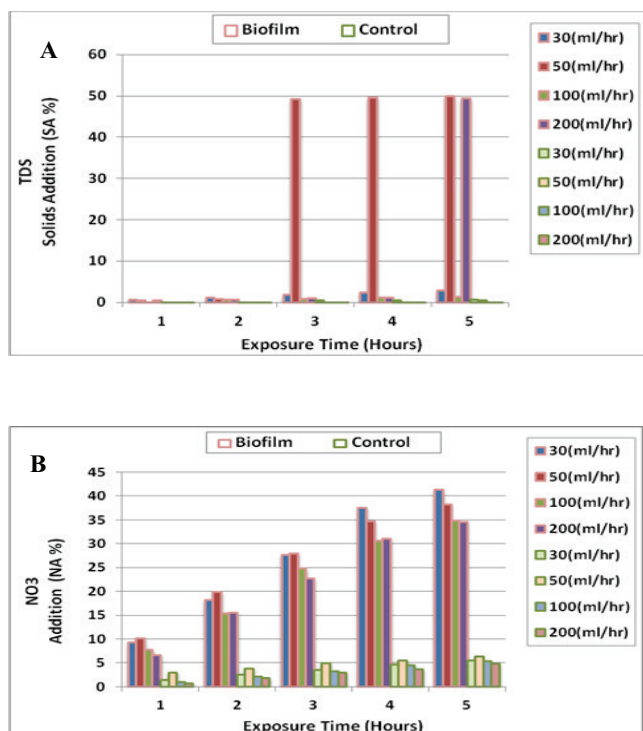 A
Biofilm Control
TDS
Solids Addition (SA %)
60
50
40
30
20
10
0
1 2 3 4 5
Exposure Time (Hours)
30(ml/hr)
50(ml/hr)
100(ml/hr)
200(ml/hr)
30(ml/hr)
50(ml/hr)
100(ml/hr)
200(ml/hr)
B
Biofilm Control
NO3
Addition (NA %)
45
40
35
30
25
20
15
10
5
0
1 2 3 4 5
Exposure Time (Hours)
30(ml/hr)
50(ml/hr)
100(ml/hr)
200(ml/hr)
30(ml/hr)
50(ml/hr)
100(ml/hr)
200(ml/hr)